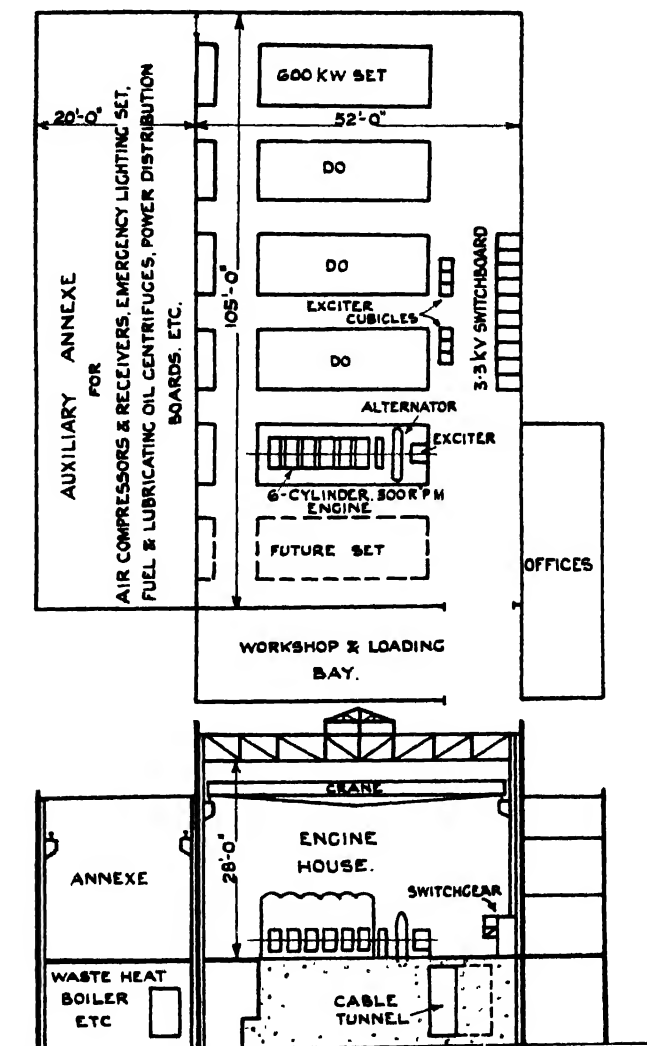 600 KW SET
20'-0"
52'-0"
DO
DO
DO
105'-0"
AUXILIARY ANNEXE
FOR
AIR COMPRESSORS & RECEIVERS, EMERGENCY LIGHTING SET,
FUEL & LUBRICATING OIL CENTRIFUGES, POWER DISTRIBUTION
BOARDS. ETC.
EXCITER
CUBICLES
3·3 KV SWITCHBOARD
ALTERNATOR
EXCITER
6-CYLINDER, 300 R.P.M
ENGINE
FUTURE SET
OFFICES
WORKSHOP & LOADING
BAY.
CRANE
ENGINE
HOUSE.
28'-0"
ANNEXE
SWITCHGEAR
WASTE HEAT
BOILER
ETC
CABLE
TUNNEL